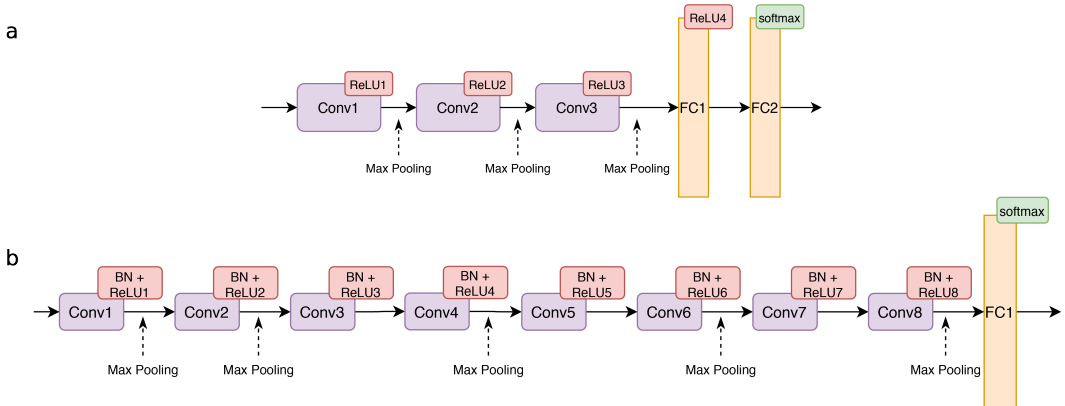 a
ReLU4
softmax
ReLU1
ReLU2
ReLU3
Conv1
Conv2
Conv3
FC1
FC2
Max Pooling
Max Pooling
Max Pooling
b
softmax
BN +
ReLU1
BN +
ReLU2
BN +
ReLU3
BN +
ReLU4
BN +
ReLU5
BN +
ReLU6
BN +
ReLU7
BN +
ReLU8
Conv1
Conv2
Conv3
Conv4
Conv5
Conv6
Conv7
Conv8
FC1
Max Pooling
Max Pooling
Max Pooling
Max Pooling
Max Pooling